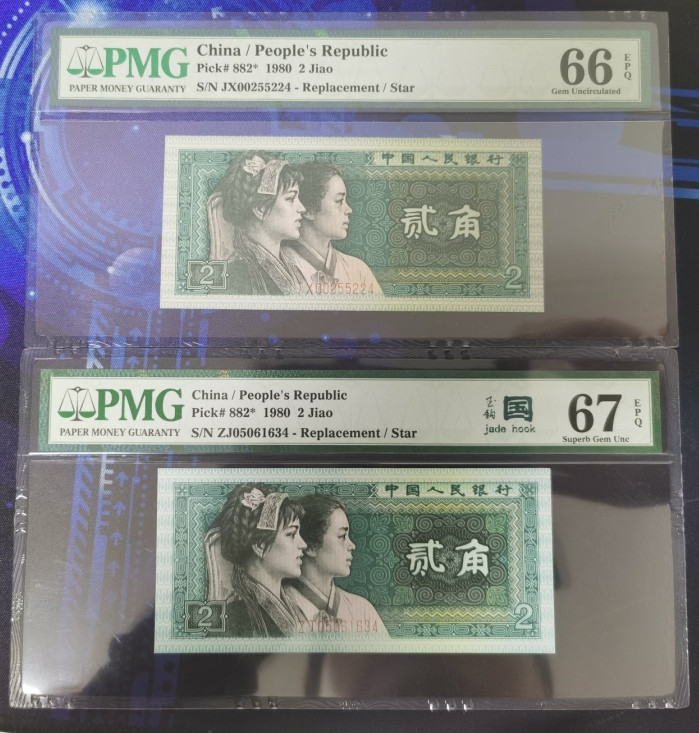 PMG
PAPER MONEY GUARANTY
China / People's Republic
Pick# 882* 1980 2 Jiao
S/N JX00255224 - Replacement / Star
66 EPQ
Gem Uncirculated
中国人民银行
贰角
JX00255224
2
2
PMG
PAPER MONEY GUARANTY
China / People's Republic
Pick# 882* 1980 2 Jiao
S/N ZJ05061634 - Replacement / Star
玉钩国
jade hook
67 EPQ
Superb Gem Unc
中国人民银行
贰角
ZJ05061634
2
2